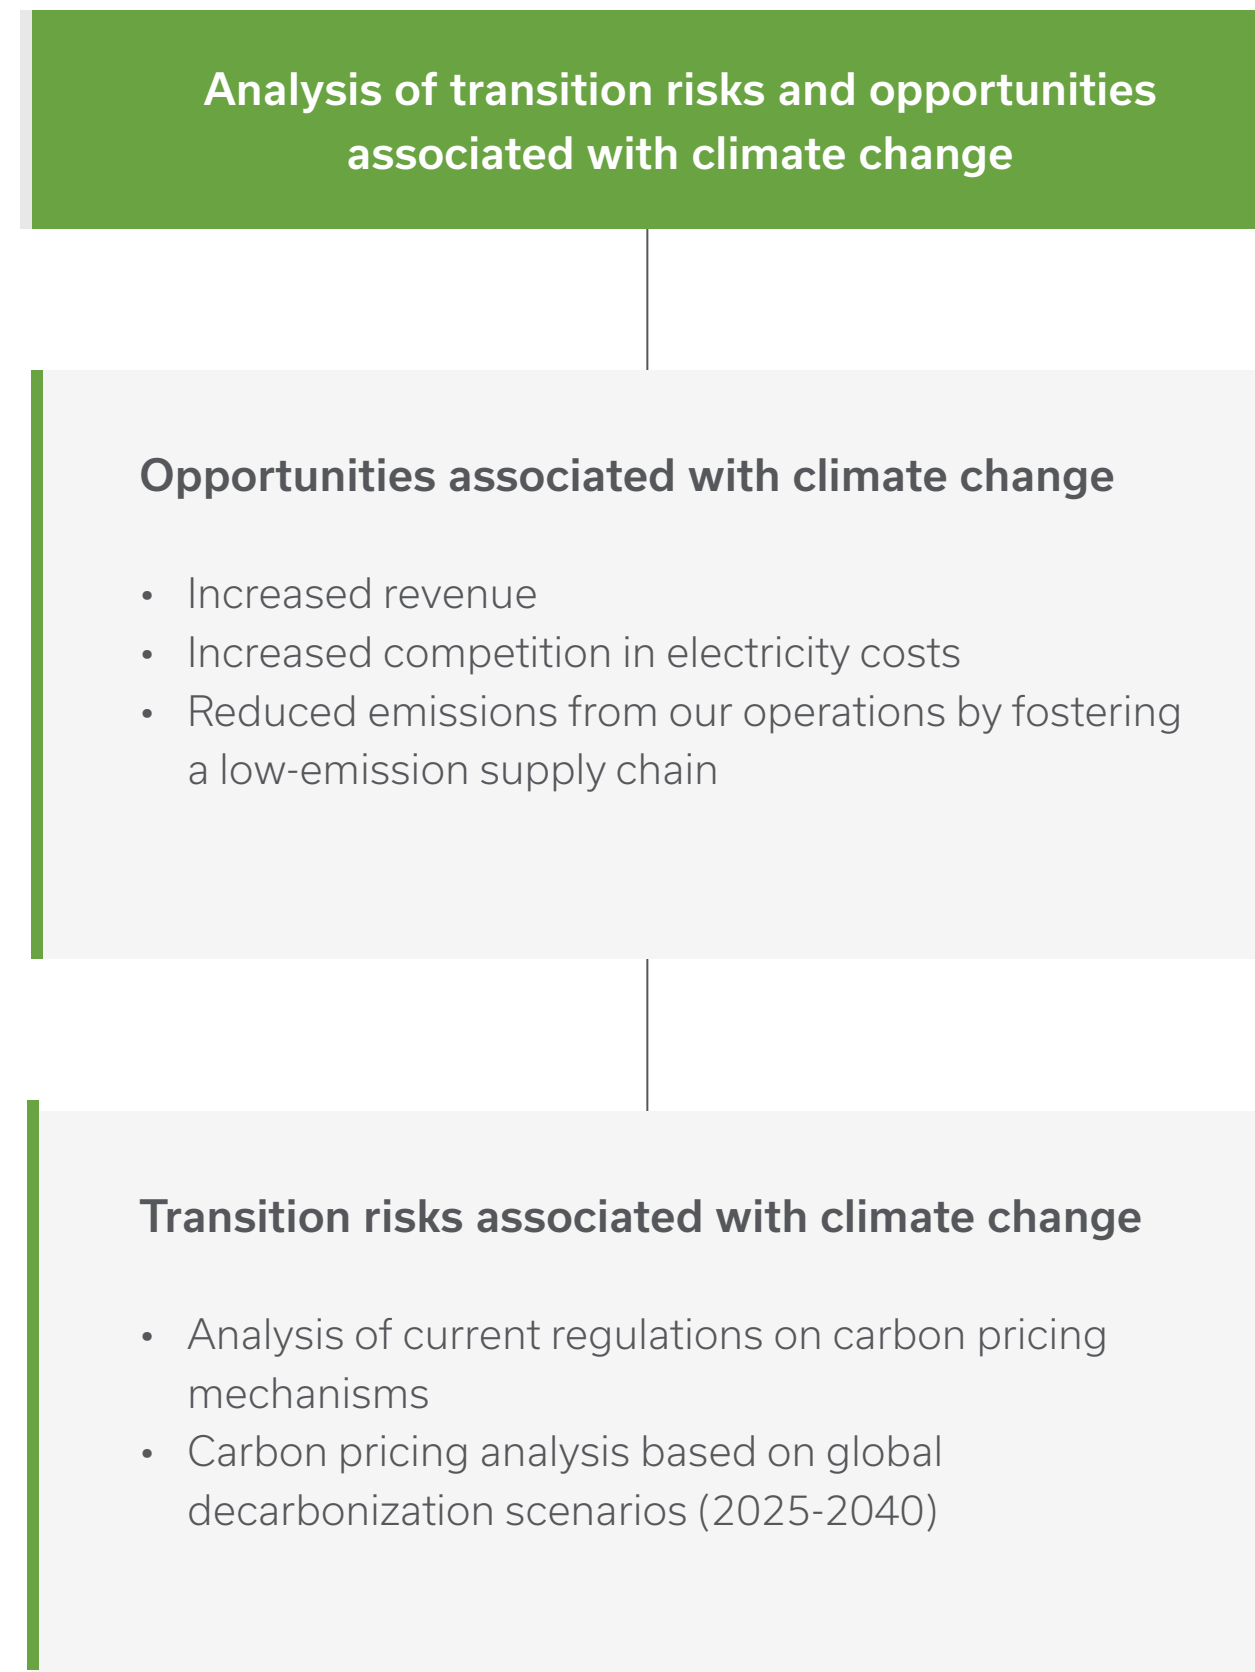 Analysis of transition risks and opportunities
associated with climate change
Opportunities associated with climate change
• Increased revenue
• Increased competition in electricity costs
• Reduced emissions from our operations by fostering
a low-emission supply chain
Transition risks associated with climate change
• Analysis of current regulations on carbon pricing
mechanisms
• Carbon pricing analysis based on global
decarbonization scenarios (2025-2040)